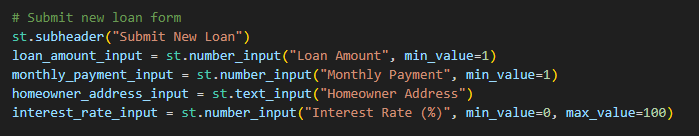 # Submit new loan form
st.subheader("Submit New Loan")
loan_amount_input = st.number_input("Loan Amount", min_value=1)
monthly_payment_input = st.number_input("Monthly Payment", min_value=1)
homeowner_address_input = st.text_input("Homeowner Address")
interest_rate_input = st.number_input("Interest Rate (%)", min_value=0, max_value=100)